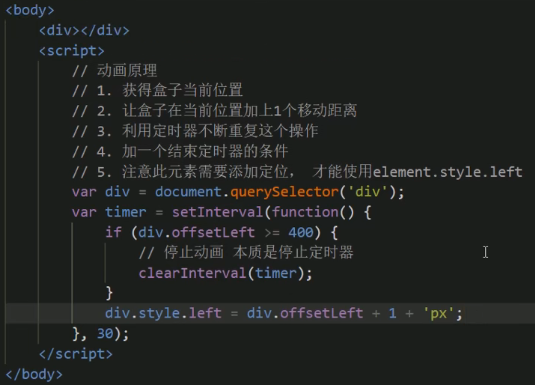 <body>
<div></div>
<script>
// 动画原理
// 1. 获得盒子当前位置
// 2. 让盒子在当前位置加上1个移动距离
// 3. 利用定时器不断重复这个操作
// 4. 加一个结束定时器的条件
// 5. 注意此元素需要添加定位， 才能使用element.style.left
var div = document.querySelector('div');
var timer = setInterval(function() {
if (div.offsetLeft >= 400) {
// 停止动画 本质是停止定时器
clearInterval(timer);
}
div.style.left = div.offsetLeft + 1 + 'px';
}, 30);
</script>
</body>